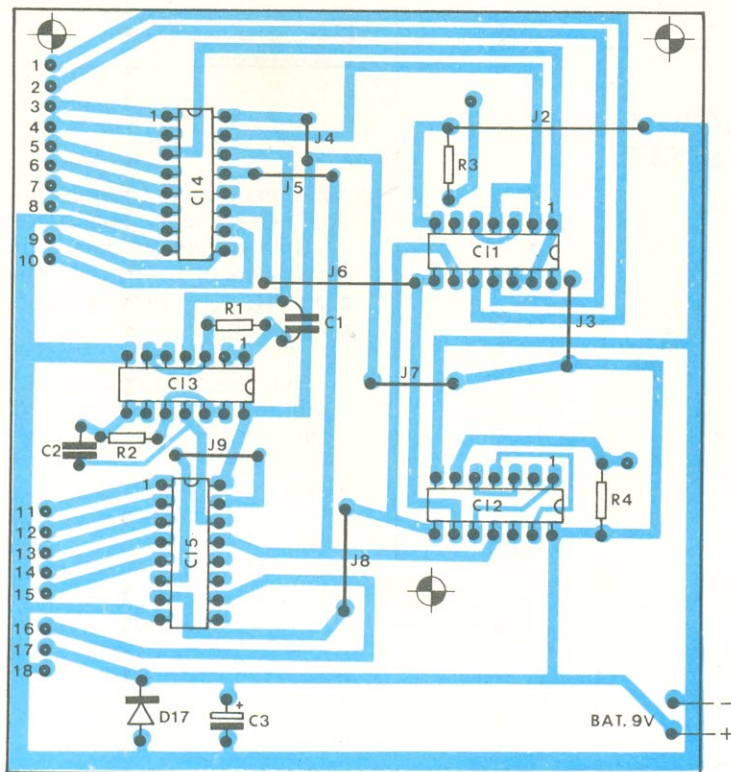 1
2
3
4
5
6
7
8
9
10
1
CI4
J4
J5
J2
R3
1
CI1
J6
J3
R1
C1
1
CI3
J7
C2
R2
J9
1
CI2
R4
11
12
13
14
15
16
17
18
1
CI5
J8
D17
+
C3
BAT. 9V
-
+